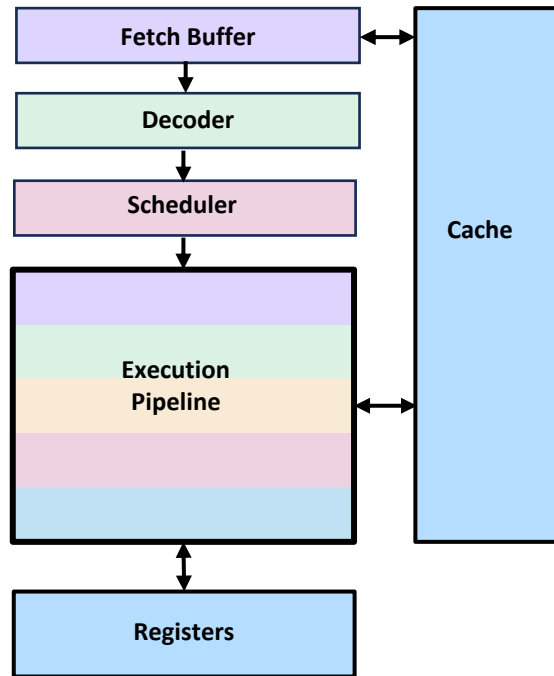 Fetch Buffer
Decoder
Scheduler
Cache
Execution
Pipeline
Registers